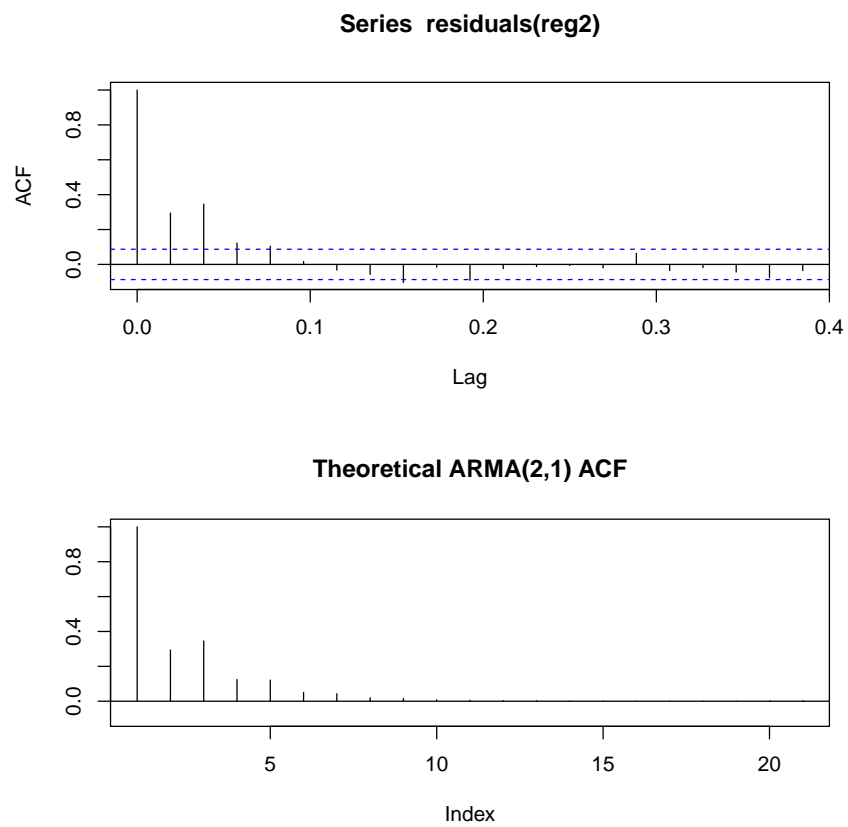 Series  residuals(reg2)
ACF
0.8
0.4
0.0
0.0 0.1 0.2 0.3 0.4
Lag
Theoretical ARMA(2,1) ACF
0.8
0.4
0.0
5 10 15 20
Index